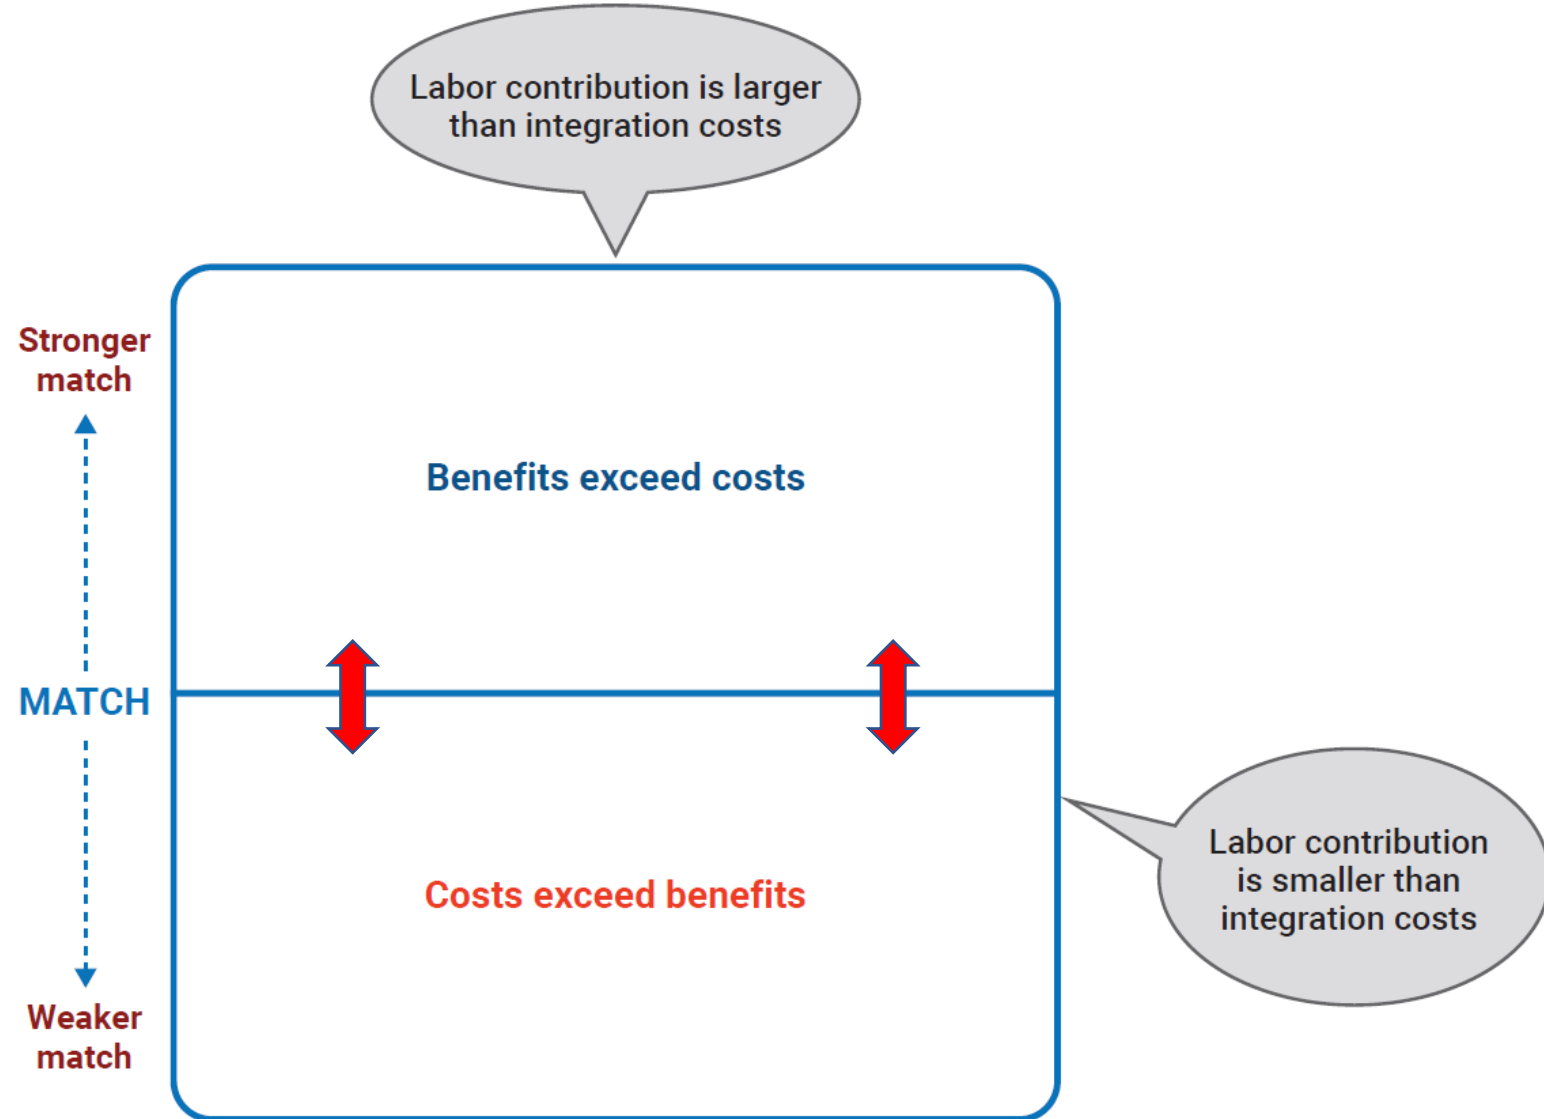 Labor contribution is larger
than integration costs
Stronger
match
Benefits exceed costs
MATCH
Costs exceed benefits
Labor contribution
is smaller than
integration costs
Weaker
match